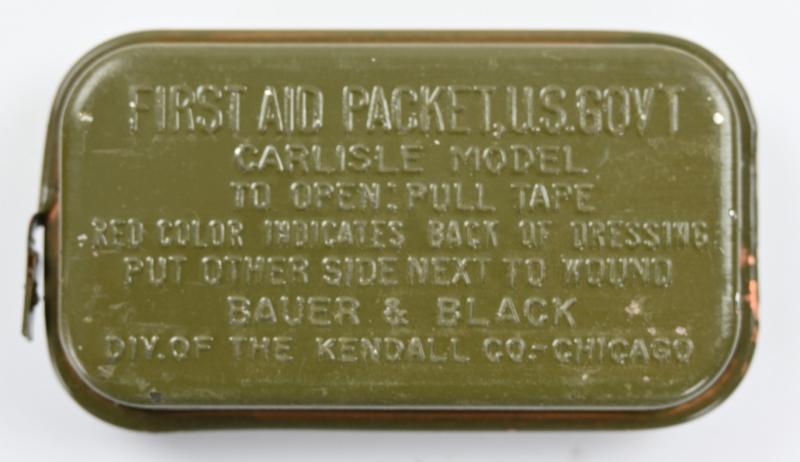 FIRST AID PACKET, U.S. GOV'T
CARLISLE MODEL
TO OPEN: PULL TAPE
RED COLOR INDICATES BACK OF DRESSING
PUT OTHER SIDE NEXT TO WOUND
BAUER & BLACK
DIV. OF THE KENDALL CO.-CHICAGO